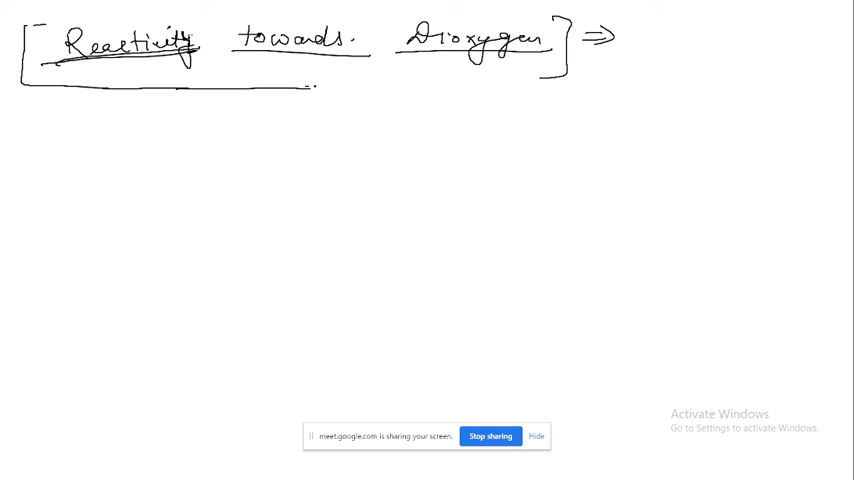 [Reactivity towards. Dioxygen] ⇒
Activate Windows
Go to Settings to activate Windows.
meet.google.com is sharing your screen. Stop sharing Hide